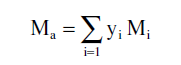 Mₐ = ∑ yᵢ Mᵢ
i=1